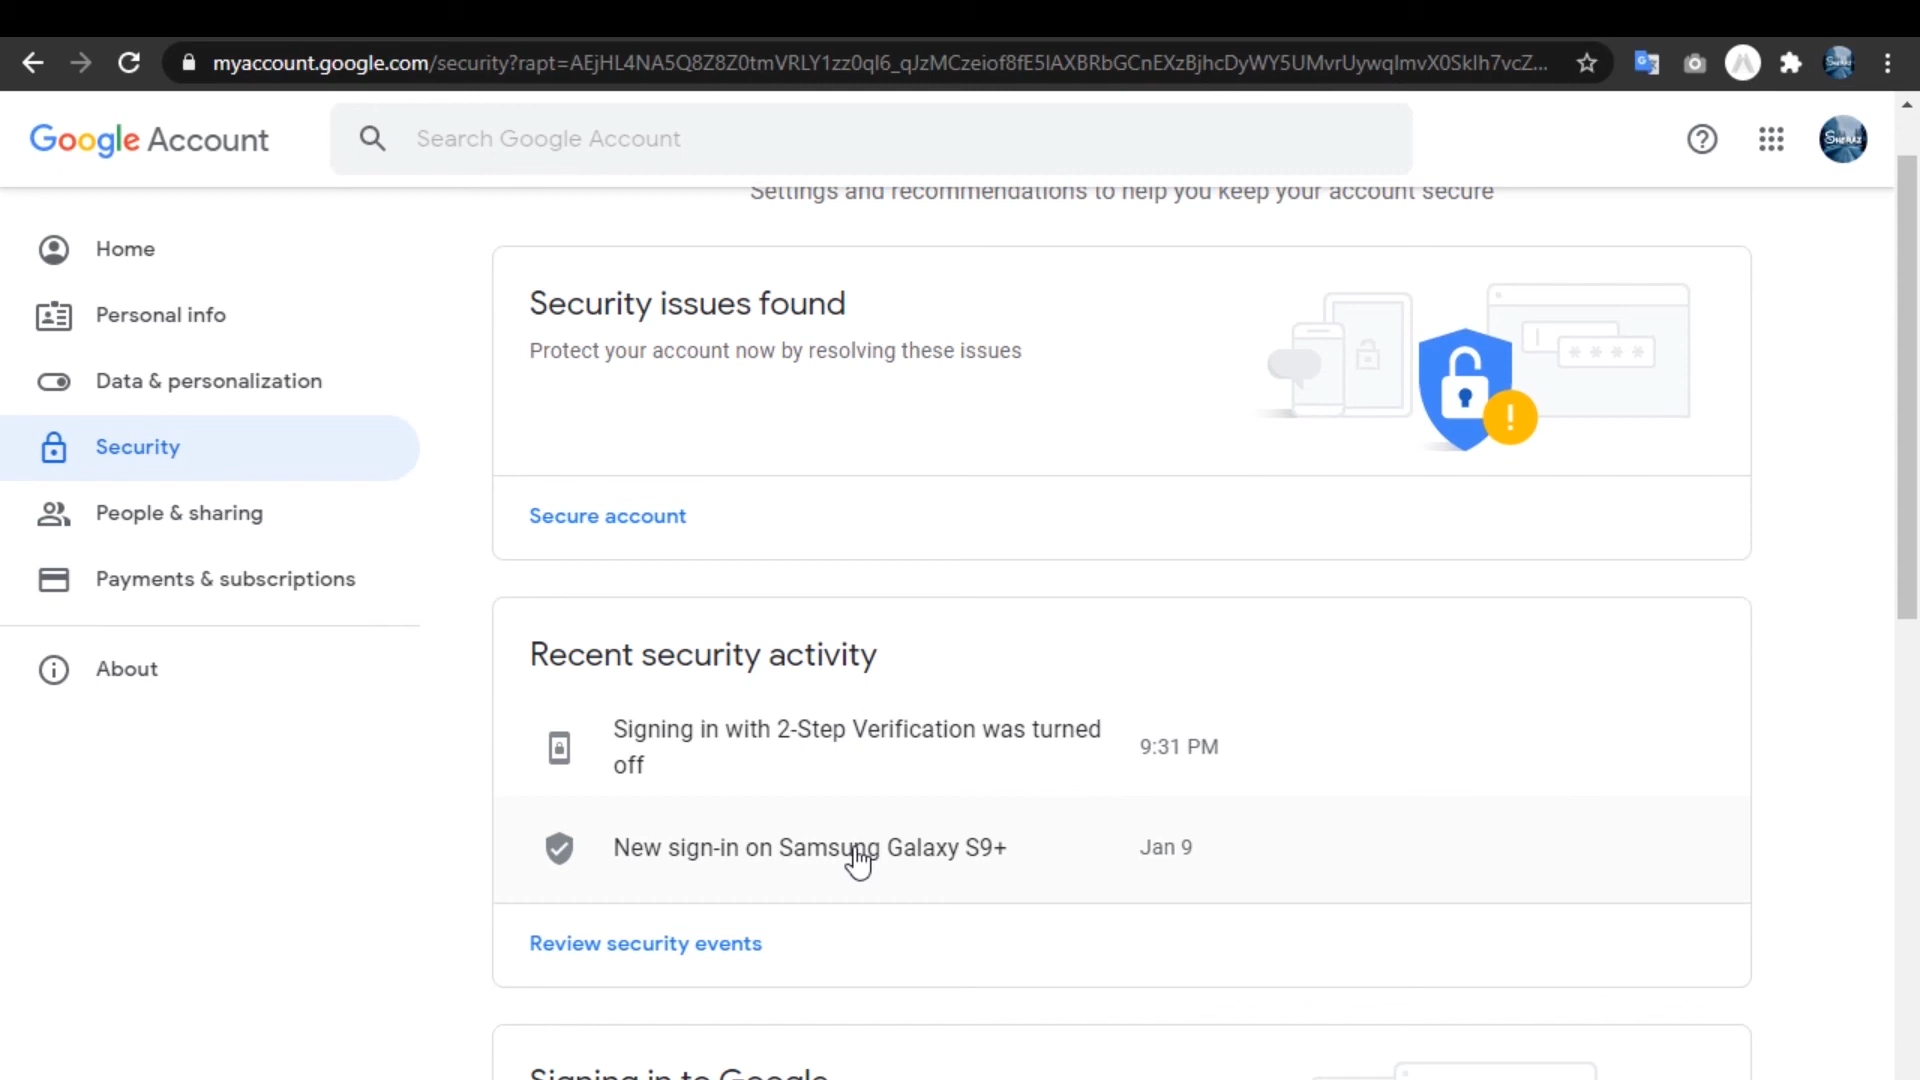 myaccount.google.com/security?rapt=AEjHL4NA5Q8Z8Z0tmVRLY1zz0ql6_qJzMCzeiof8fE5lAXBRbGCnEXzBjhcDyWY5UMvrUywqlmvX0SkIh7vcZ...
Google Account
Search Google Account
Settings and recommendations to help you keep your account secure
Home
Personal info
Data & personalization
Security
People & sharing
Payments & subscriptions
About
Security issues found
Protect your account now by resolving these issues
Secure account
Recent security activity
Signing in with 2-Step Verification was turned
off
9:31 PM
New sign-in on Samsung Galaxy S9+
Jan 9
Review security events
Signing in to Google